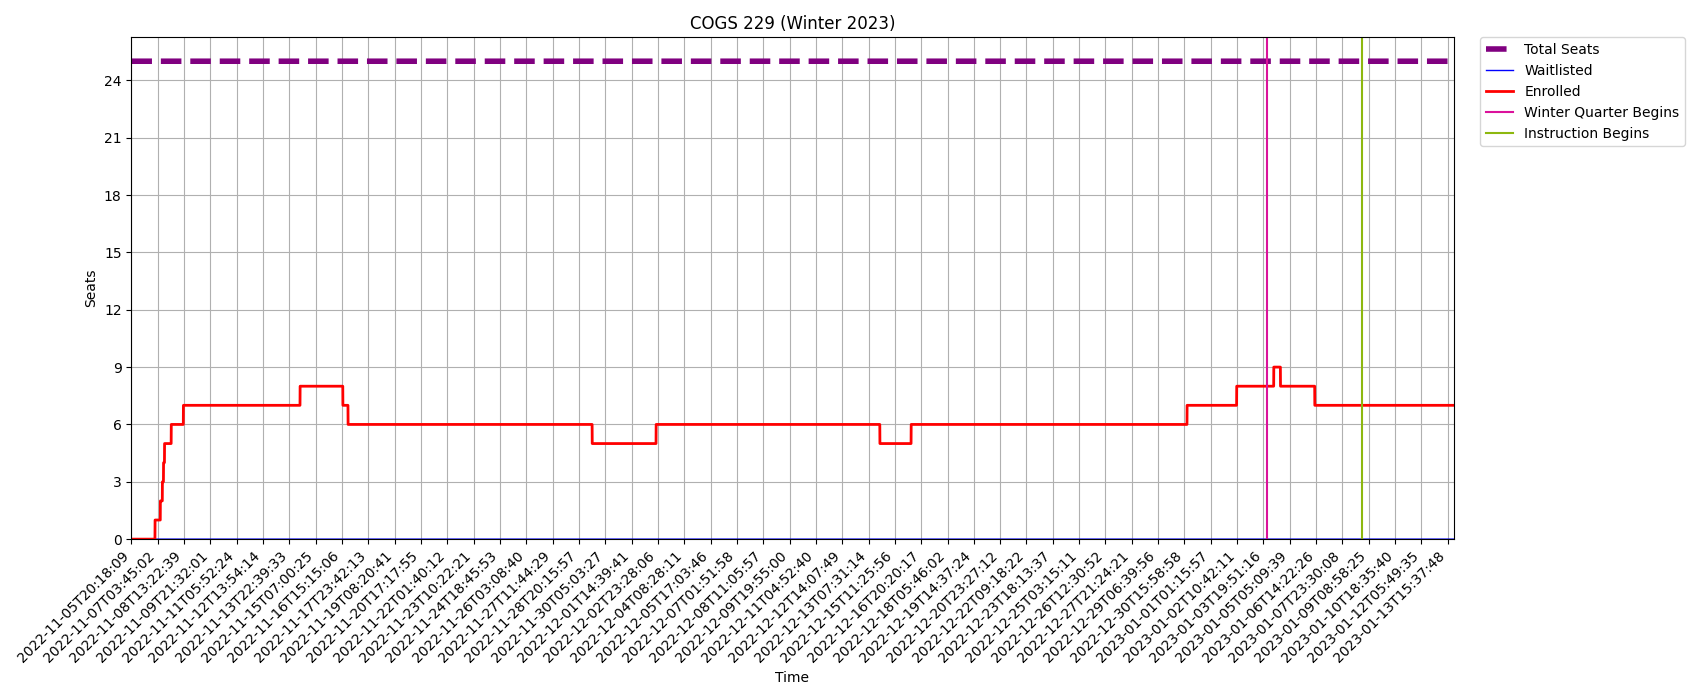 COGS 229 (Winter 2023)
Total Seats
Waitlisted
Enrolled
Winter Quarter Begins
Instruction Begins
Seats
24
21
18
15
12
9
6
3
0
2022-11-05T20:18:09
2022-11-07T03:45:02
2022-11-08T13:22:39
2022-11-09T21:32:01
2022-11-11T05:52:24
2022-11-12T13:54:14
2022-11-13T22:39:33
2022-11-15T07:00:25
2022-11-16T15:15:06
2022-11-17T23:42:13
2022-11-19T08:20:41
2022-11-20T17:17:55
2022-11-22T01:40:12
2022-11-23T10:22:21
2022-11-24T18:45:53
2022-11-26T03:08:40
2022-11-27T11:44:29
2022-11-28T20:15:57
2022-11-30T05:03:27
2022-12-01T14:39:41
2022-12-02T23:28:06
2022-12-04T08:28:11
2022-12-05T17:03:46
2022-12-07T01:51:58
2022-12-08T11:05:57
2022-12-09T19:55:00
2022-12-11T04:52:40
2022-12-12T14:07:49
2022-12-13T07:31:14
2022-12-15T11:25:56
2022-12-16T20:20:17
2022-12-18T05:46:02
2022-12-19T14:37:24
2022-12-20T23:27:12
2022-12-22T09:18:22
2022-12-23T18:13:37
2022-12-25T03:15:11
2022-12-26T12:30:52
2022-12-27T21:24:21
2022-12-29T06:39:56
2022-12-30T15:58:58
2023-01-01T01:15:57
2023-01-02T10:42:11
2023-01-03T19:51:16
2023-01-05T05:09:39
2023-01-06T14:22:26
2023-01-07T23:30:08
2023-01-09T08:58:25
2023-01-10T18:35:40
2023-01-12T05:49:35
2023-01-13T15:37:48
Time